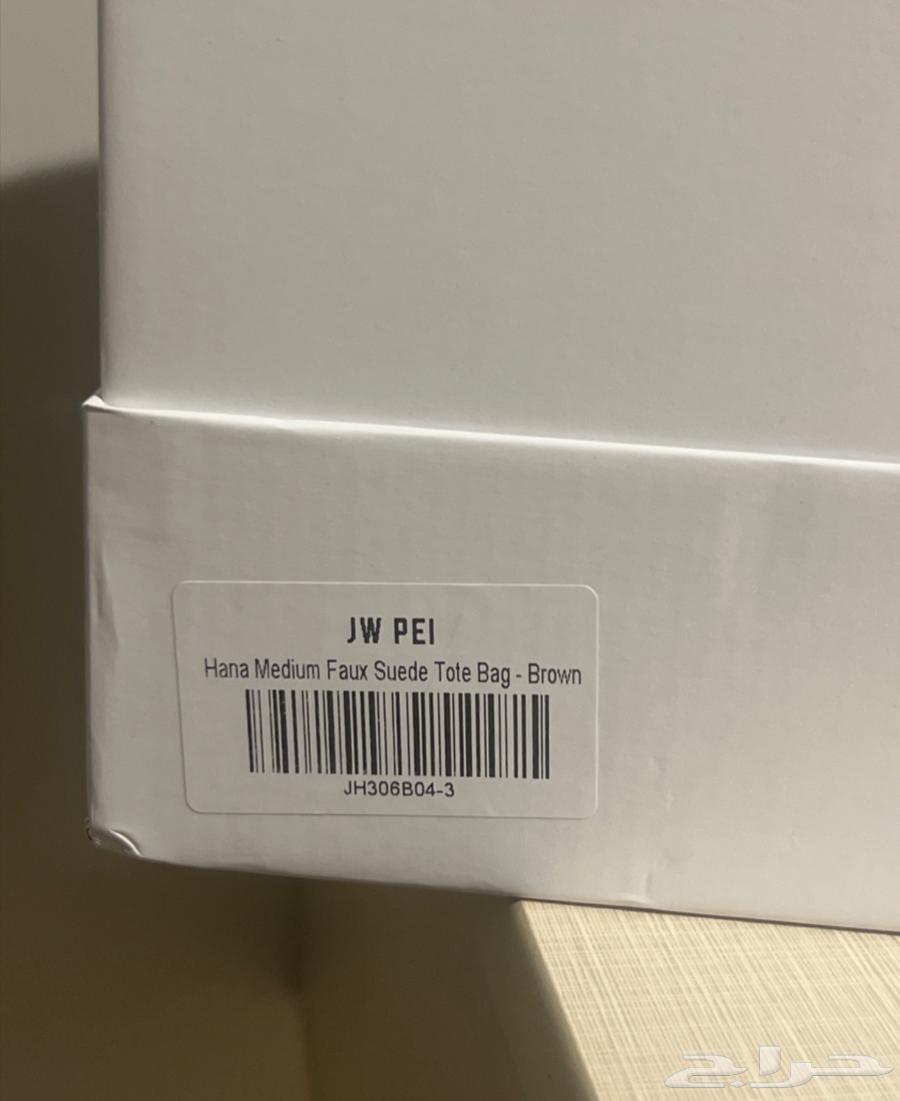 JW PEI
Hana Medium Faux Suede Tote Bag - Brown
JH306B04-3
حراج